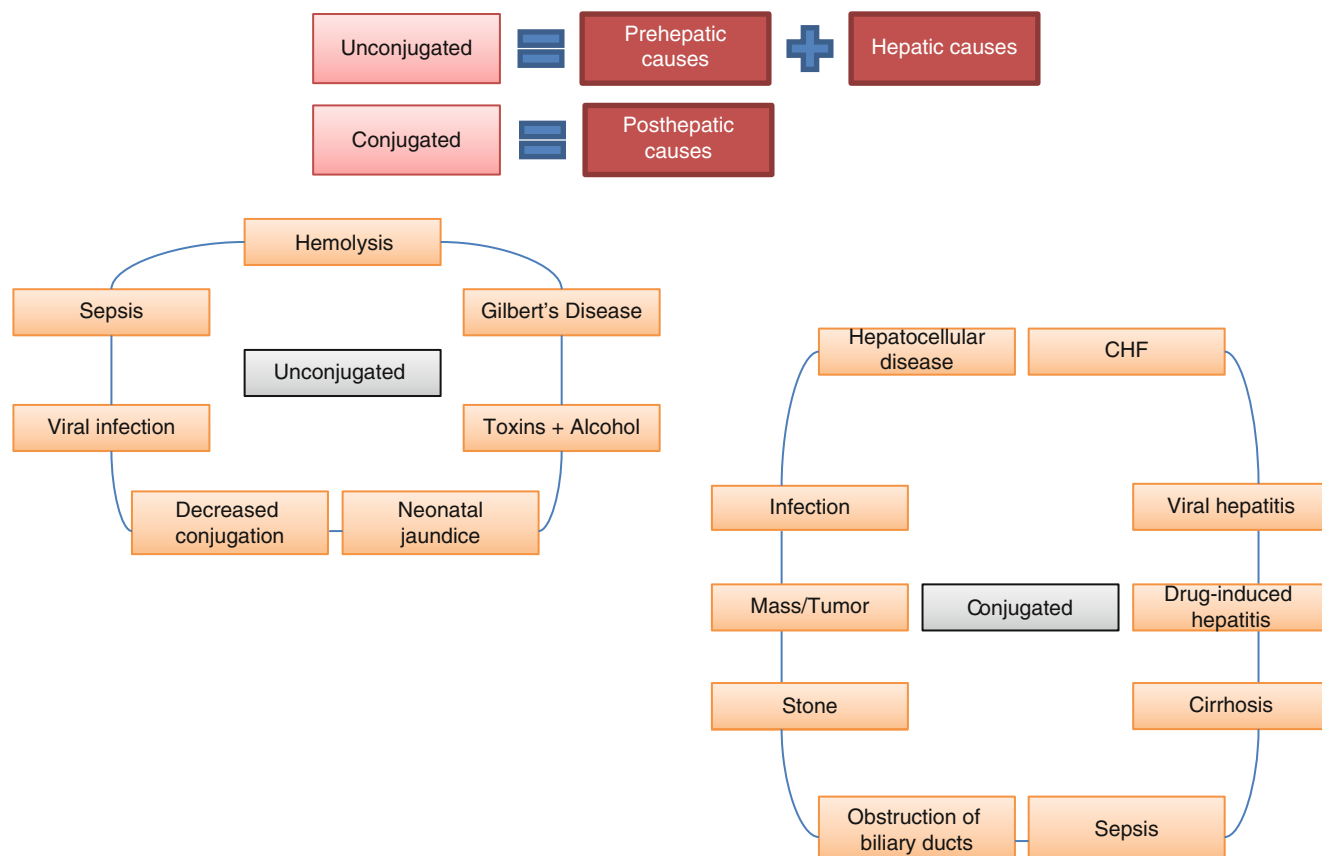 Unconjugated
Prehepatic
causes
Hepatic causes
Conjugated
Posthepatic
causes
Hemolysis
Sepsis
Gilbert's Disease
Unconjugated
Viral infection
Toxins + Alcohol
Decreased
conjugation
Neonatal
jaundice
Hepatocellular
disease
CHF
Infection
Viral hepatitis
Mass/Tumor
Conjugated
Drug-induced
hepatitis
Stone
Cirrhosis
Obstruction of
biliary ducts
Sepsis